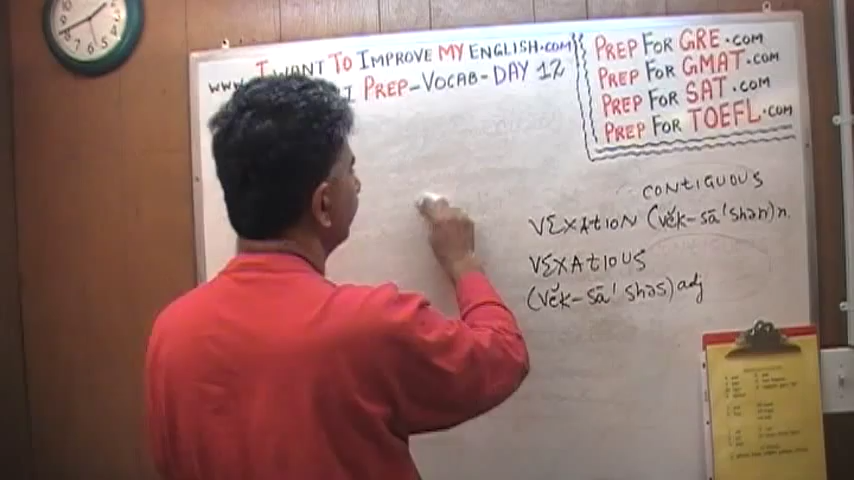 www. I WANT TO IMPROVE MY ENGLISH.COM
I PREP-VOCAB-DAY 12
PREP FOR GRE.COM
PREP FOR GMAT.COM
PREP FOR SAT.COM
PREP FOR TOEFL.COM
CONTIGUOUS
VEXATION (vĕk-sā'shən)n.
VEXATIOUS
(vĕk-sā'shəs)adj